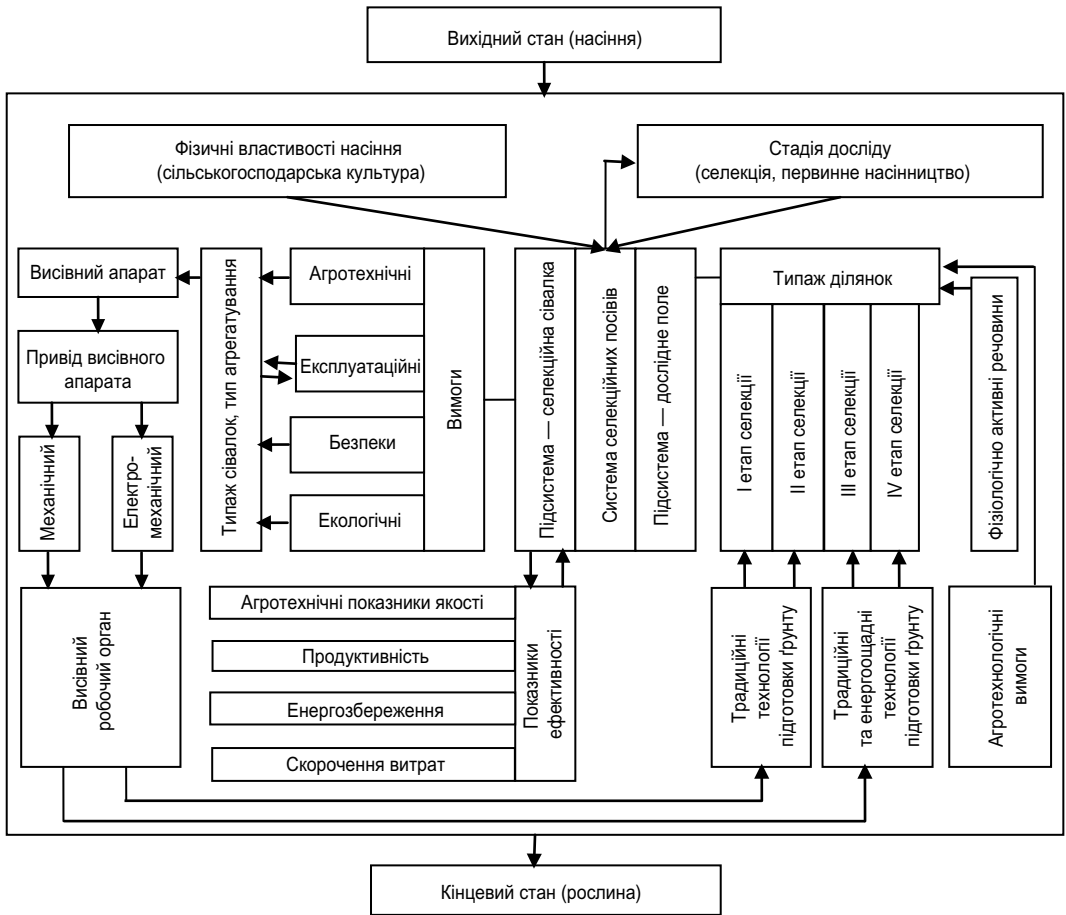 Вихідний стан (насіння)
Фізичні властивості насіння
(сільськогосподарська культура)
Стадія досліду
(селекція, первинне насінництво)
Висівний апарат
Привід висівного
апарата
Механічний
Електро-
механічний
Висівний
робочий орган
Типаж сівалок, тип агрегатування
Агротехнічні
Експлуатаційні
Безпеки
Екологічні
Вимоги
Підсистема — селекційна сівалка
Система селекційних посівів
Підсистема — дослідне поле
Типаж ділянок
І етап селекції
ІІ етап селекції
ІІІ етап селекції
IV етап селекції
Фізіологічно активні речовини
Агротехнічні показники якості
Продуктивність
Енергозбереження
Скорочення витрат
Показники
ефективності
Традиційні
технології
підготовки ґрунту
Традиційні
та енергоощадні
технології
підготовки ґрунту
Агротехнологічні
вимоги
Кінцевий стан (рослина)